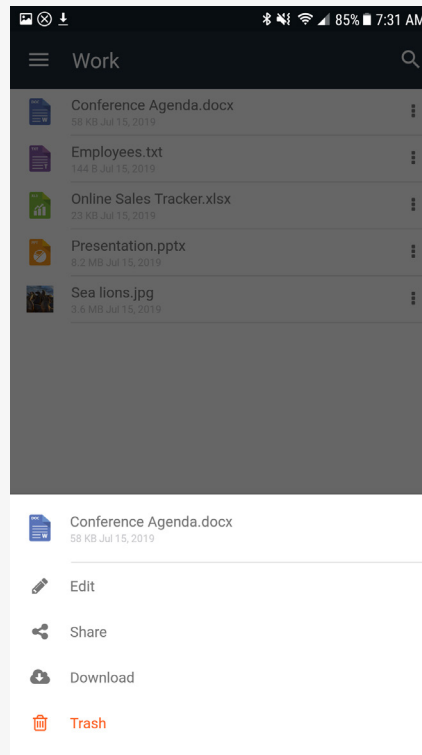 85% 7:31 AM
Work
Conference Agenda.docx
58 KB Jul 15, 2019
Employees.txt
144 B Jul 15, 2019
Online Sales Tracker.xlsx
23 KB Jul 15, 2019
Presentation.pptx
8.2 MB Jul 15, 2019
Sea lions.jpg
3.6 MB Jul 15, 2019
DOC
W
Conference Agenda.docx
58 KB Jul 15, 2019
Edit
Share
Download
Trash